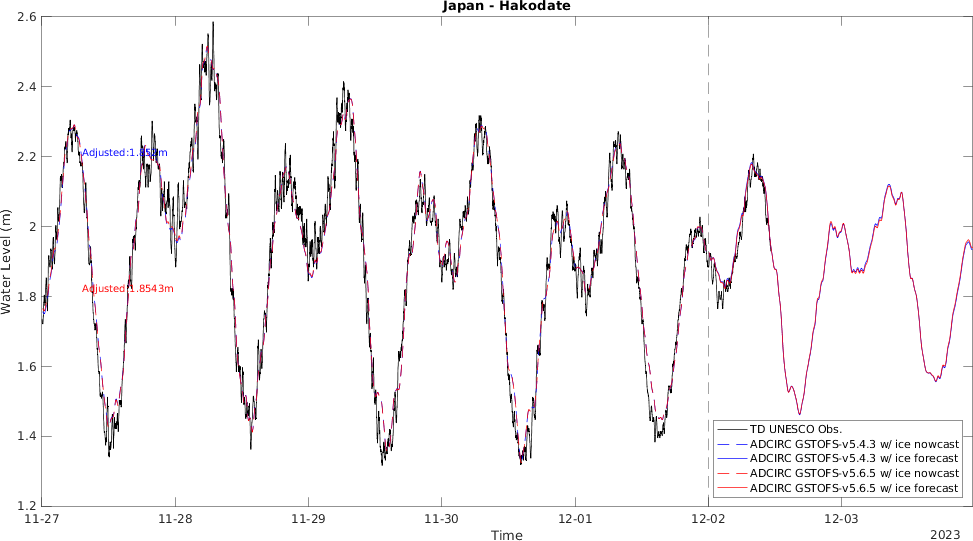 Japan - Hakodate
2.6
2.4
2.2
2
1.8
1.6
1.4
1.2
Water Level (m)
Adjusted:
Adjusted:1.8543m
TD UNESCO Obs.
ADCIRC GSTOFS-v5.4.3 w/ ice nowcast
ADCIRC GSTOFS-v5.4.3 w/ ice forecast
ADCIRC GSTOFS-v5.6.5 w/ ice nowcast
ADCIRC GSTOFS-v5.6.5 w/ ice forecast
11-27
11-28
11-29
11-30
12-01
12-02
12-03
Time
2023